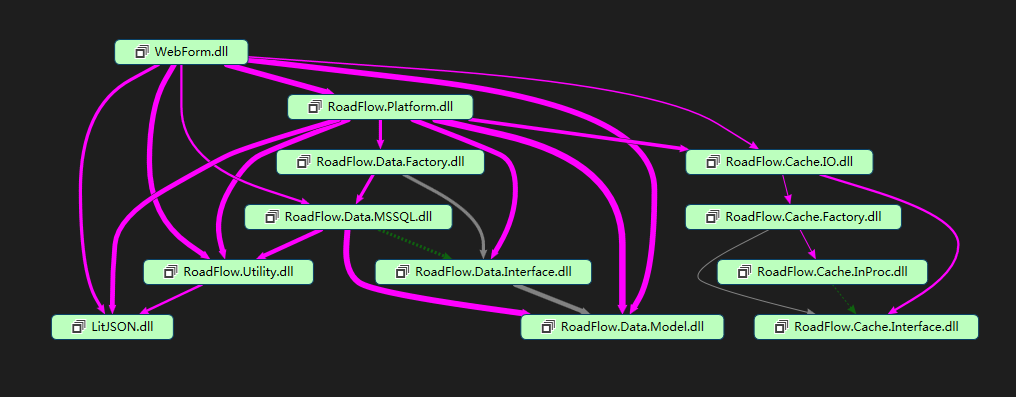 WebForm.dll
RoadFlow.Platform.dll
RoadFlow.Data.Factory.dll
RoadFlow.Cache.IO.dll
RoadFlow.Data.MSSQL.dll
RoadFlow.Cache.Factory.dll
RoadFlow.Utility.dll
RoadFlow.Data.Interface.dll
RoadFlow.Cache.InProc.dll
LitJSON.dll
RoadFlow.Data.Model.dll
RoadFlow.Cache.Interface.dll